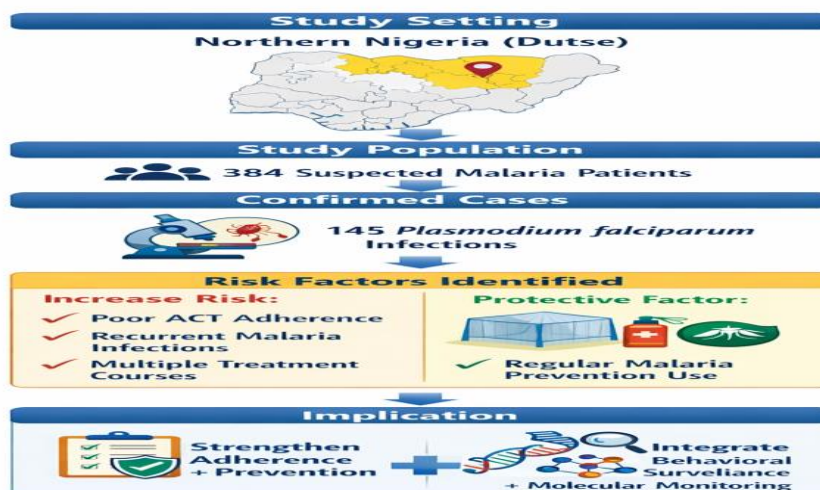 Study Setting
Northern Nigeria (Dutse)
Study Population
384 Suspected Malaria Patients
Confirmed Cases
145 Plasmodium falciparum
Infections
Risk Factors Identified
Increase Risk:
✓ Poor ACT Adherence
✓ Recurrent Malaria
Infections
✓ Multiple Treatment
Courses
Protective Factor:
✓ Regular Malaria
Prevention Use
Implication
Strengthen
Adherence
+ Prevention
Integrate
Behavioral
Surveliance
+ Molecular Monitoring